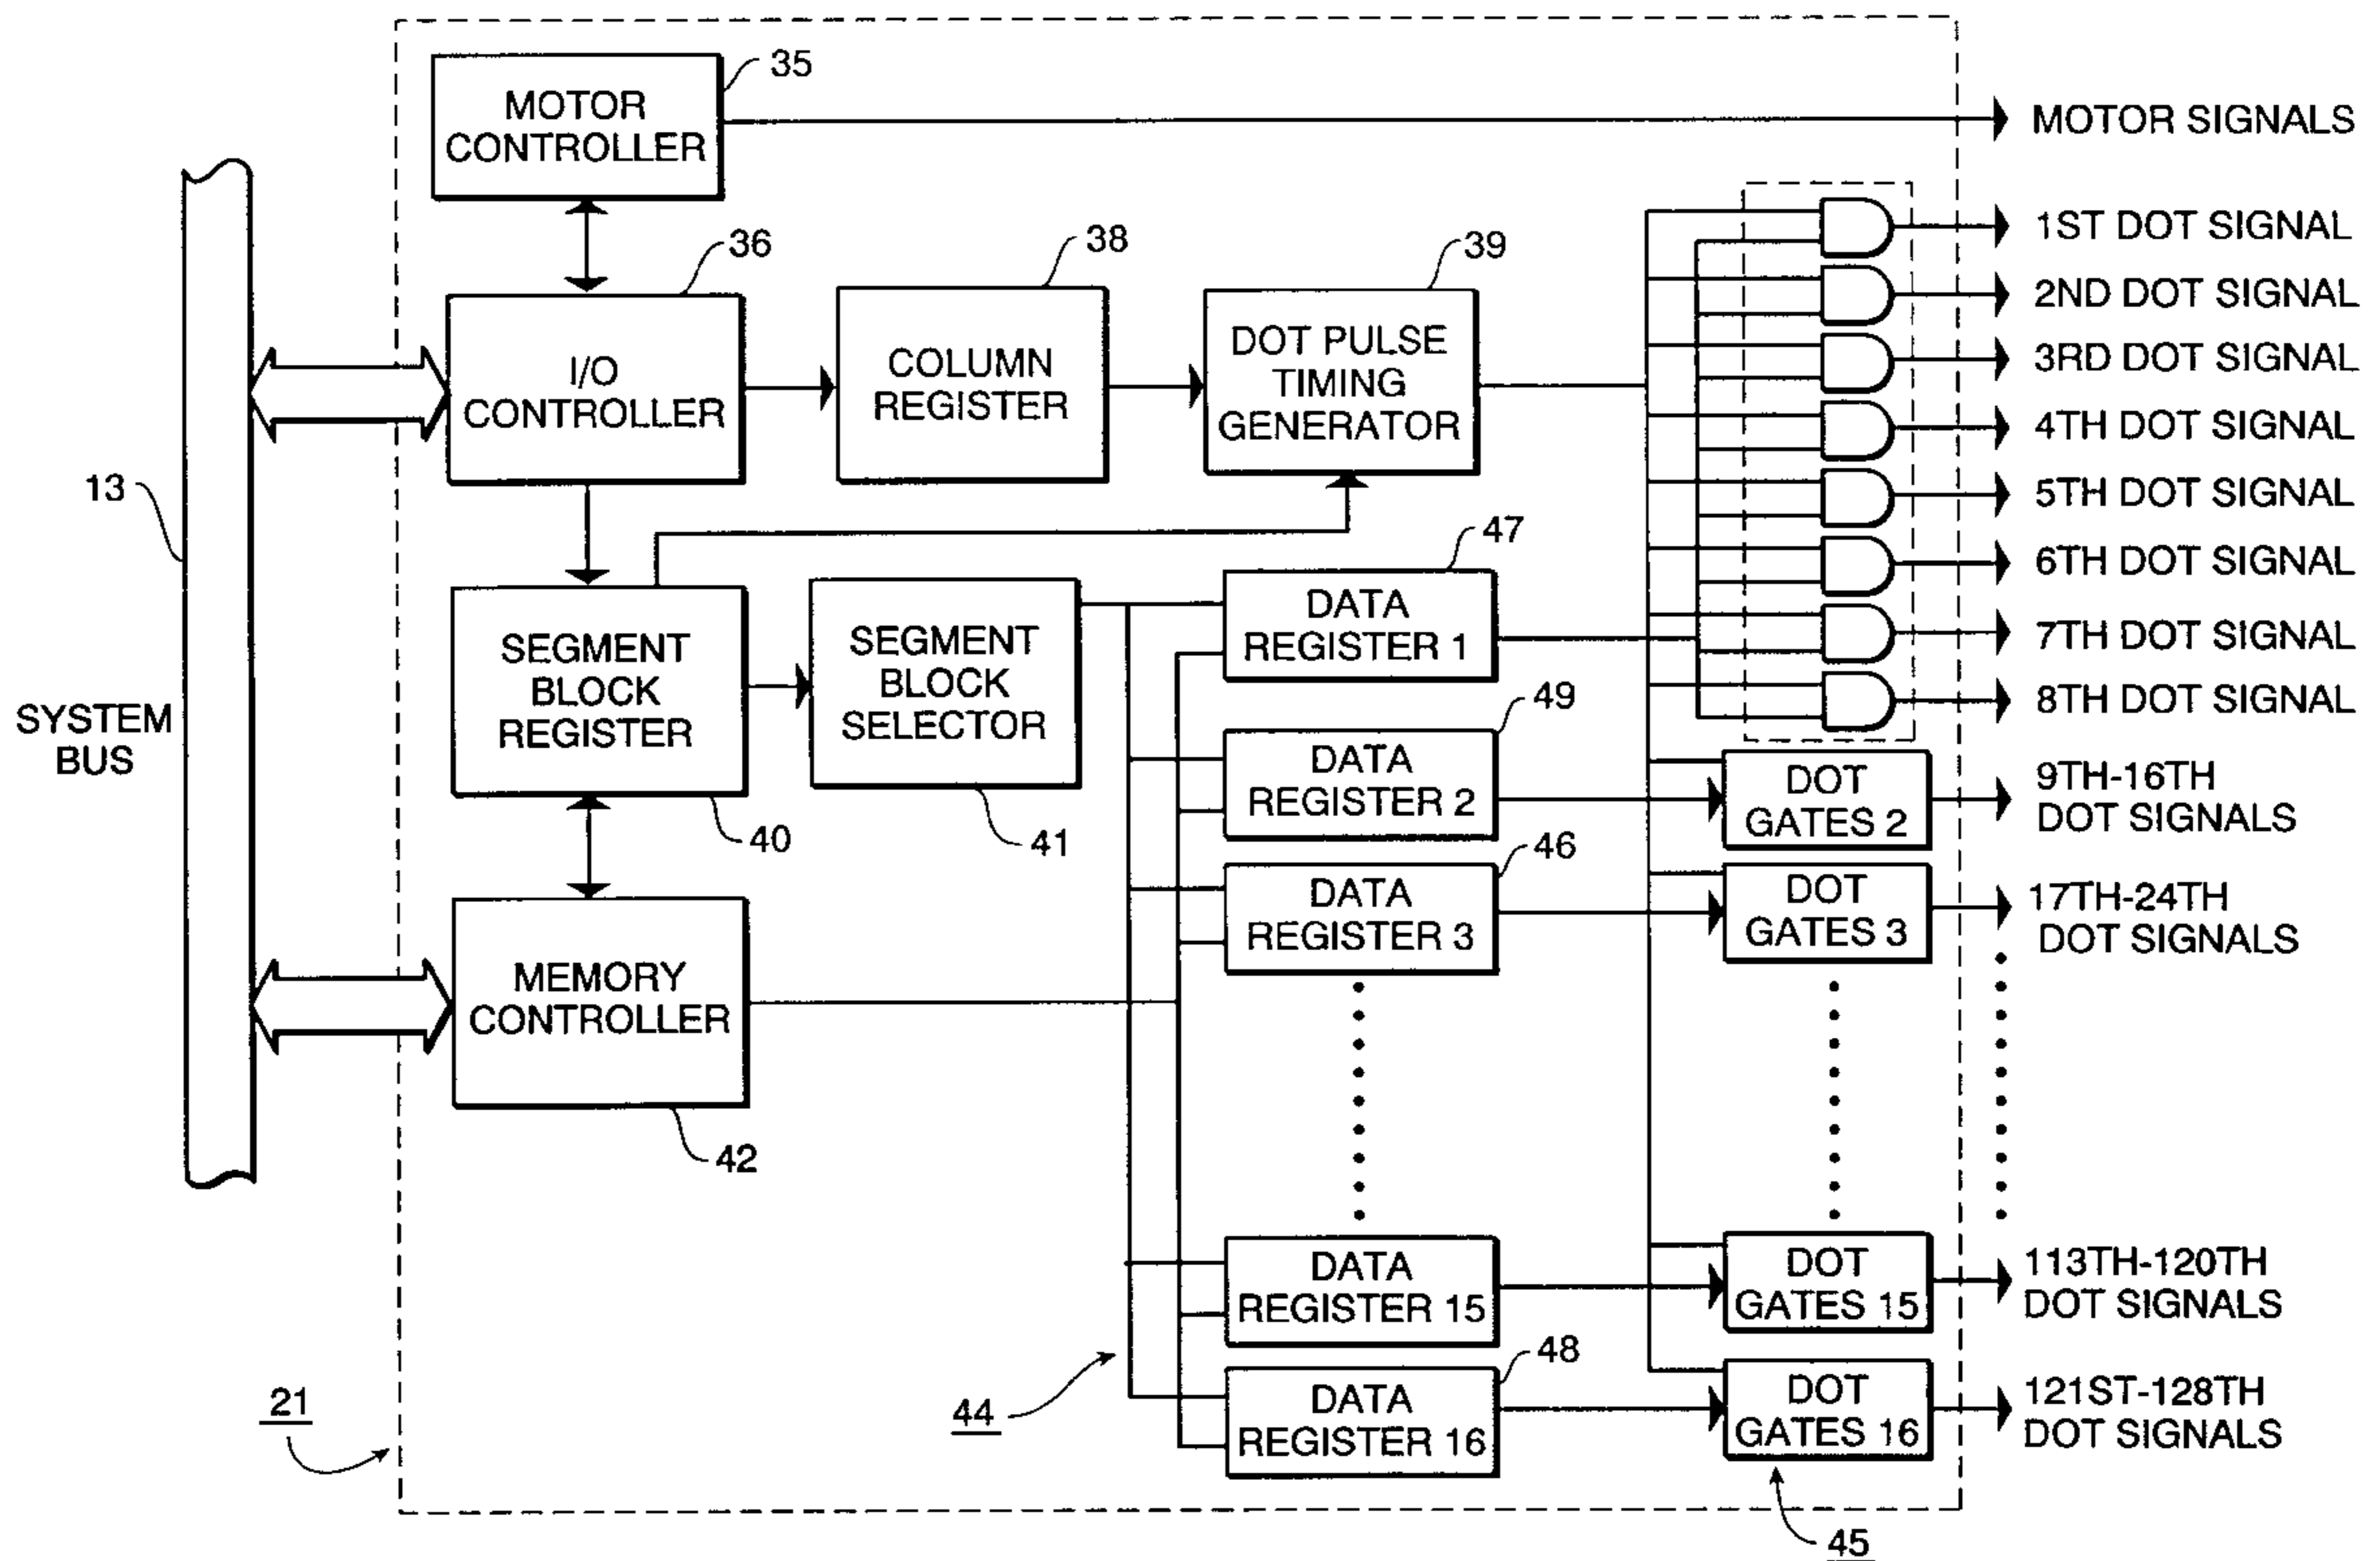 35
MOTOR
CONTROLLER
MOTOR SIGNALS
36
I/O
CONTROLLER
38
COLUMN
REGISTER
39
DOT PULSE
TIMING
GENERATOR
1ST DOT SIGNAL
2ND DOT SIGNAL
3RD DOT SIGNAL
4TH DOT SIGNAL
5TH DOT SIGNAL
6TH DOT SIGNAL
7TH DOT SIGNAL
8TH DOT SIGNAL
13
SYSTEM
BUS
SEGMENT
BLOCK
REGISTER
40
SEGMENT
BLOCK
SELECTOR
41
47
DATA
REGISTER 1
49
DATA
REGISTER 2
DOT
GATES 2
9TH-16TH
DOT SIGNALS
46
DATA
REGISTER 3
DOT
GATES 3
17TH-24TH
DOT SIGNALS
MEMORY
CONTROLLER
42
DATA
REGISTER 15
DOT
GATES 15
113TH-120TH
DOT SIGNALS
48
DATA
REGISTER 16
DOT
GATES 16
121ST-128TH
DOT SIGNALS
21
44
45